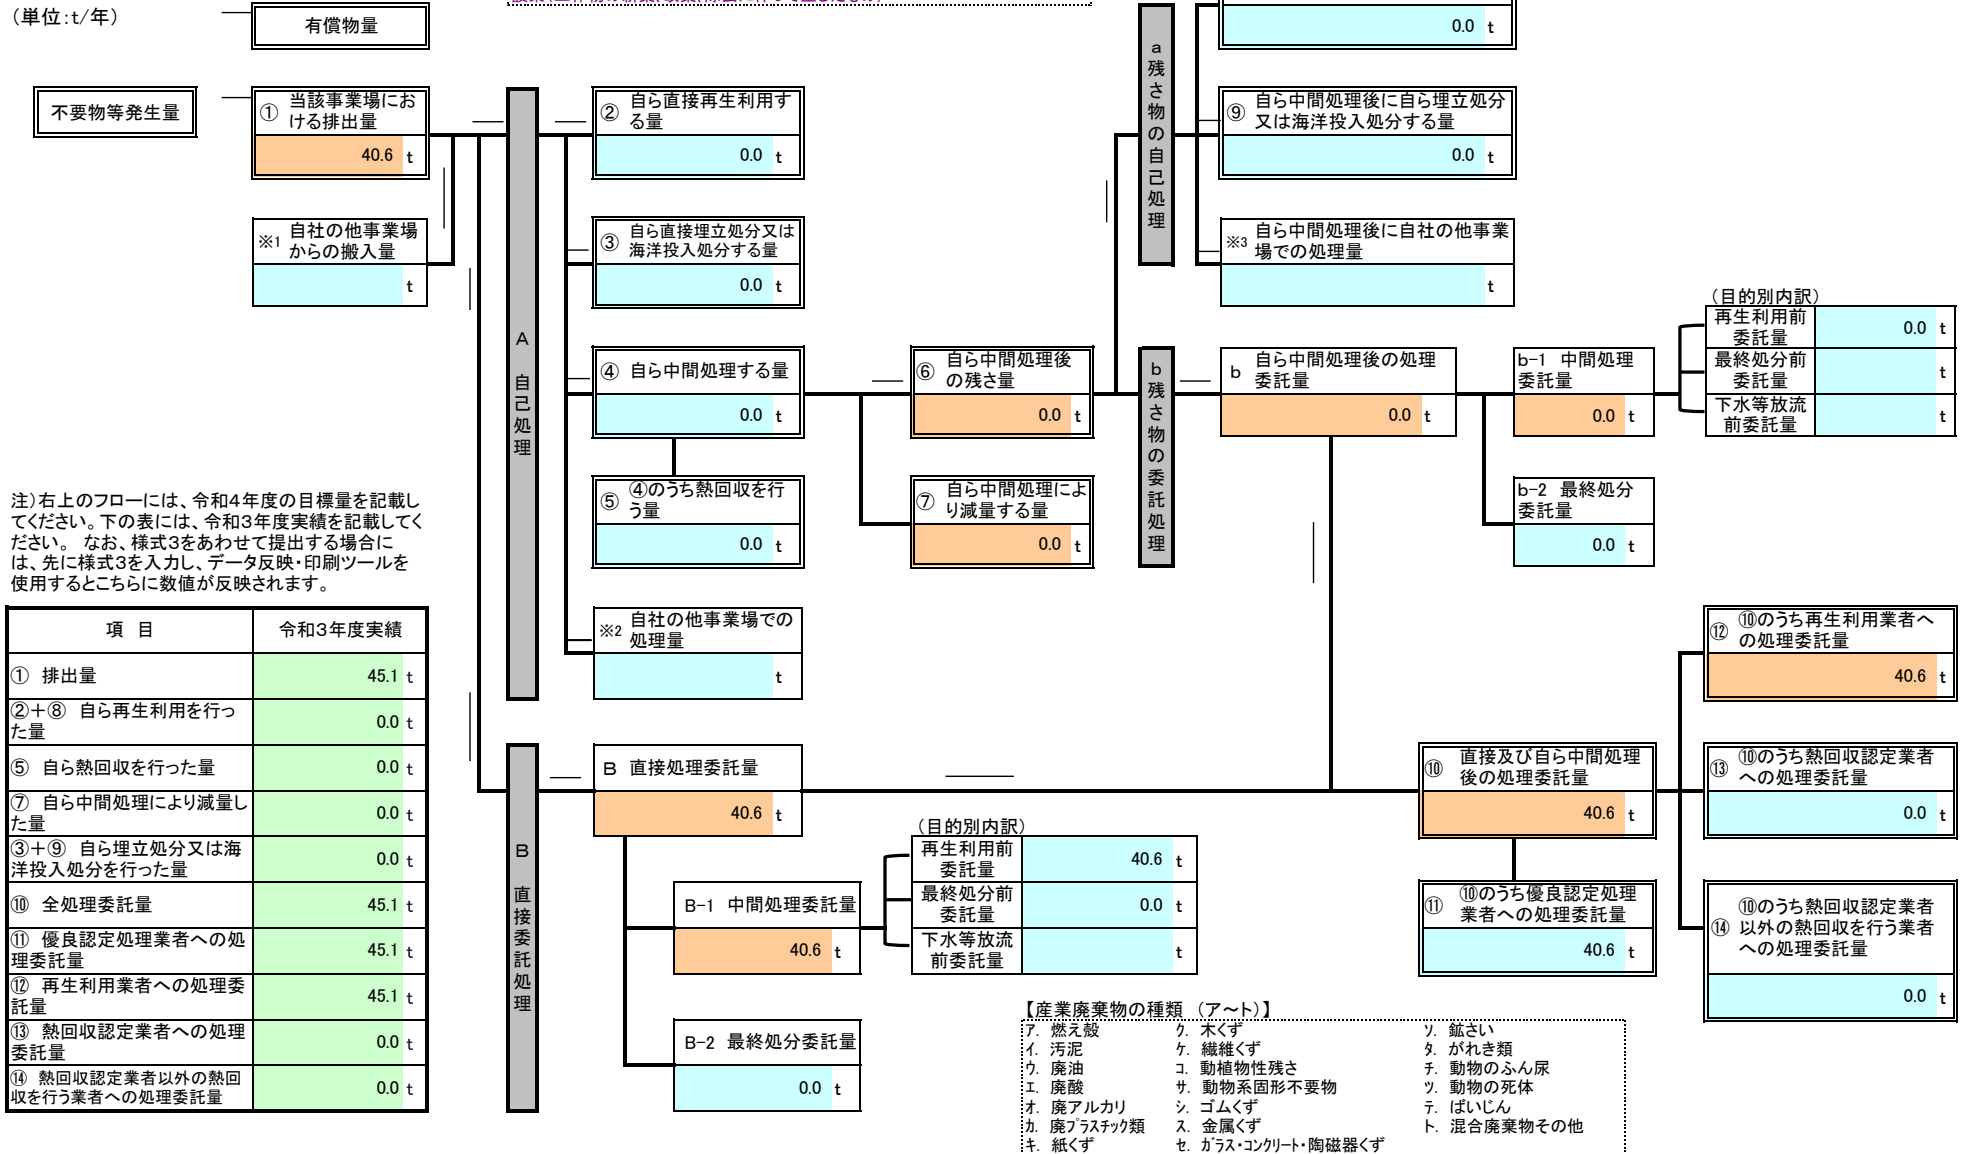 （単位：t/年）
有償物量
0.0 t
不要物等発生量
① 当該事業場にお
ける排出量
40.6 t
※1 自社の他事業場
からの搬入量
t
A 自己処理
② 自ら直接再生利用す
る量
0.0 t
③ 自ら直接埋立処分又は
海洋投入処分する量
0.0 t
④ 自ら中間処理する量
0.0 t
⑤ ④のうち熱回収を行
う量
0.0 t
※2 自社の他事業場での
処理量
t
⑥ 自ら中間処理後
の残さ量
0.0 t
⑦ 自ら中間処理によ
り減量する量
0.0 t
a 残さ物の自己処理
⑨ 自ら中間処理後に自ら埋立処分
又は海洋投入処分する量
0.0 t
※3 自ら中間処理後に自社の他事業
場での処理量
t
b 残さ物の委託処理
b 自ら中間処理後の処理
委託量
0.0 t
b-1 中間処理
委託量
0.0 t
（目的別内訳）
再生利用前
委託量
0.0 t
最終処分前
委託量
t
下水等放流
前委託量
t
b-2 最終処分
委託量
0.0 t
注）右上のフローには、令和4年度の目標量を記載し
てください。下の表には、令和3年度実績を記載してく
ださい。 なお、様式3をあわせて提出する場合に
は、先に様式3を入力し、データ反映・印刷ツールを
使用するとこちらに数値が反映されます。
項 目 令和3年度実績
① 排出量 45.1 t
②＋⑧ 自ら再生利用を行っ
た量 0.0 t
⑤ 自ら熱回収を行った量 0.0 t
⑦ 自ら中間処理により減量し
た量 0.0 t
③＋⑨ 自ら埋立処分又は海
洋投入処分を行った量 0.0 t
⑩ 全処理委託量 45.1 t
⑪ 優良認定処理業者への処
理委託量 45.1 t
⑫ 再生利用業者への処理委
託量 45.1 t
⑬ 熱回収認定業者への処理
委託量 0.0 t
⑭ 熱回収認定業者以外の熱回
収を行う業者への処理委託量 0.0 t
B 直接委託処理
B 直接処理委託量
40.6 t
B-1 中間処理委託量
40.6 t
（目的別内訳）
再生利用前
委託量
40.6 t
最終処分前
委託量
0.0 t
下水等放流
前委託量
t
B-2 最終処分委託量
0.0 t
⑩ 直接及び自ら中間処理
後の処理委託量
40.6 t
⑪ ⑩のうち優良認定処理
業者への処理委託量
40.6 t
⑫ ⑩のうち再生利用業者へ
の処理委託量
40.6 t
⑬ ⑩のうち熱回収認定業者
への処理委託量
0.0 t
⑭ ⑩のうち熱回収認定業者
以外の熱回収を行う業者
への処理委託量
0.0 t
【産業廃棄物の種類 （ア～ト）】
ア. 燃え殻 ク. 木くず ソ. 鉱さい
イ. 汚泥 ケ. 繊維くず タ. がれき類
ウ. 廃油 コ. 動植物性残さ チ. 動物のふん尿
エ. 廃酸 サ. 動物系固形不要物 ツ. 動物の死体
オ. 廃アルカリ シ. ゴムくず テ. ばいじん
カ. 廃プラスチック類 ス. 金属くず ト. 混合廃棄物その他
キ. 紙くず セ. ガラス・コンクリート・陶磁器くず